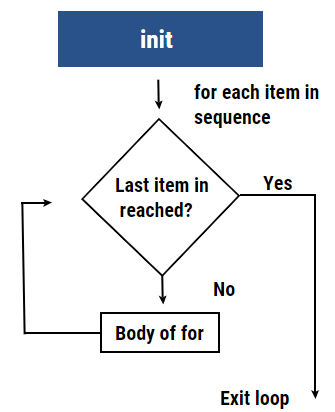 init
for each item in
sequence
Last item in
reached?
Yes
No
Body of for
Exit loop